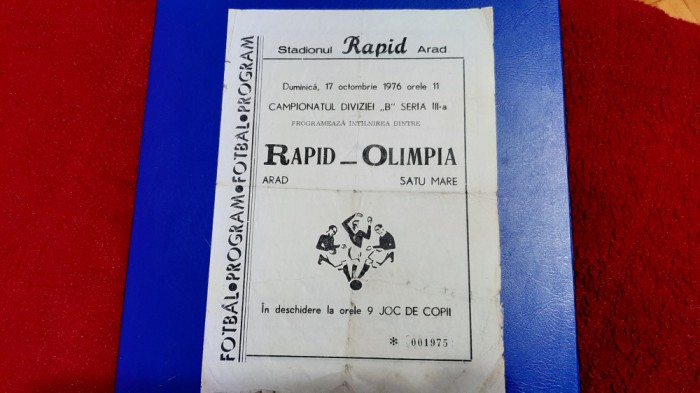 FOTBAL•PROGRAM•FOTBAL•PROGRAM
Stadionul Rapid Arad
Duminică, 17 octombrie 1976 orele 11
CAMPIONATUL DIVIZIEI „B" SERIA III-a
PROGRAMEAZĂ ÎNTÎLNIREA DINTRE
RAPID – OLIMPIA
ARAD SATU MARE
În deschidere la orele 9 JOC DE COPII
* 001975